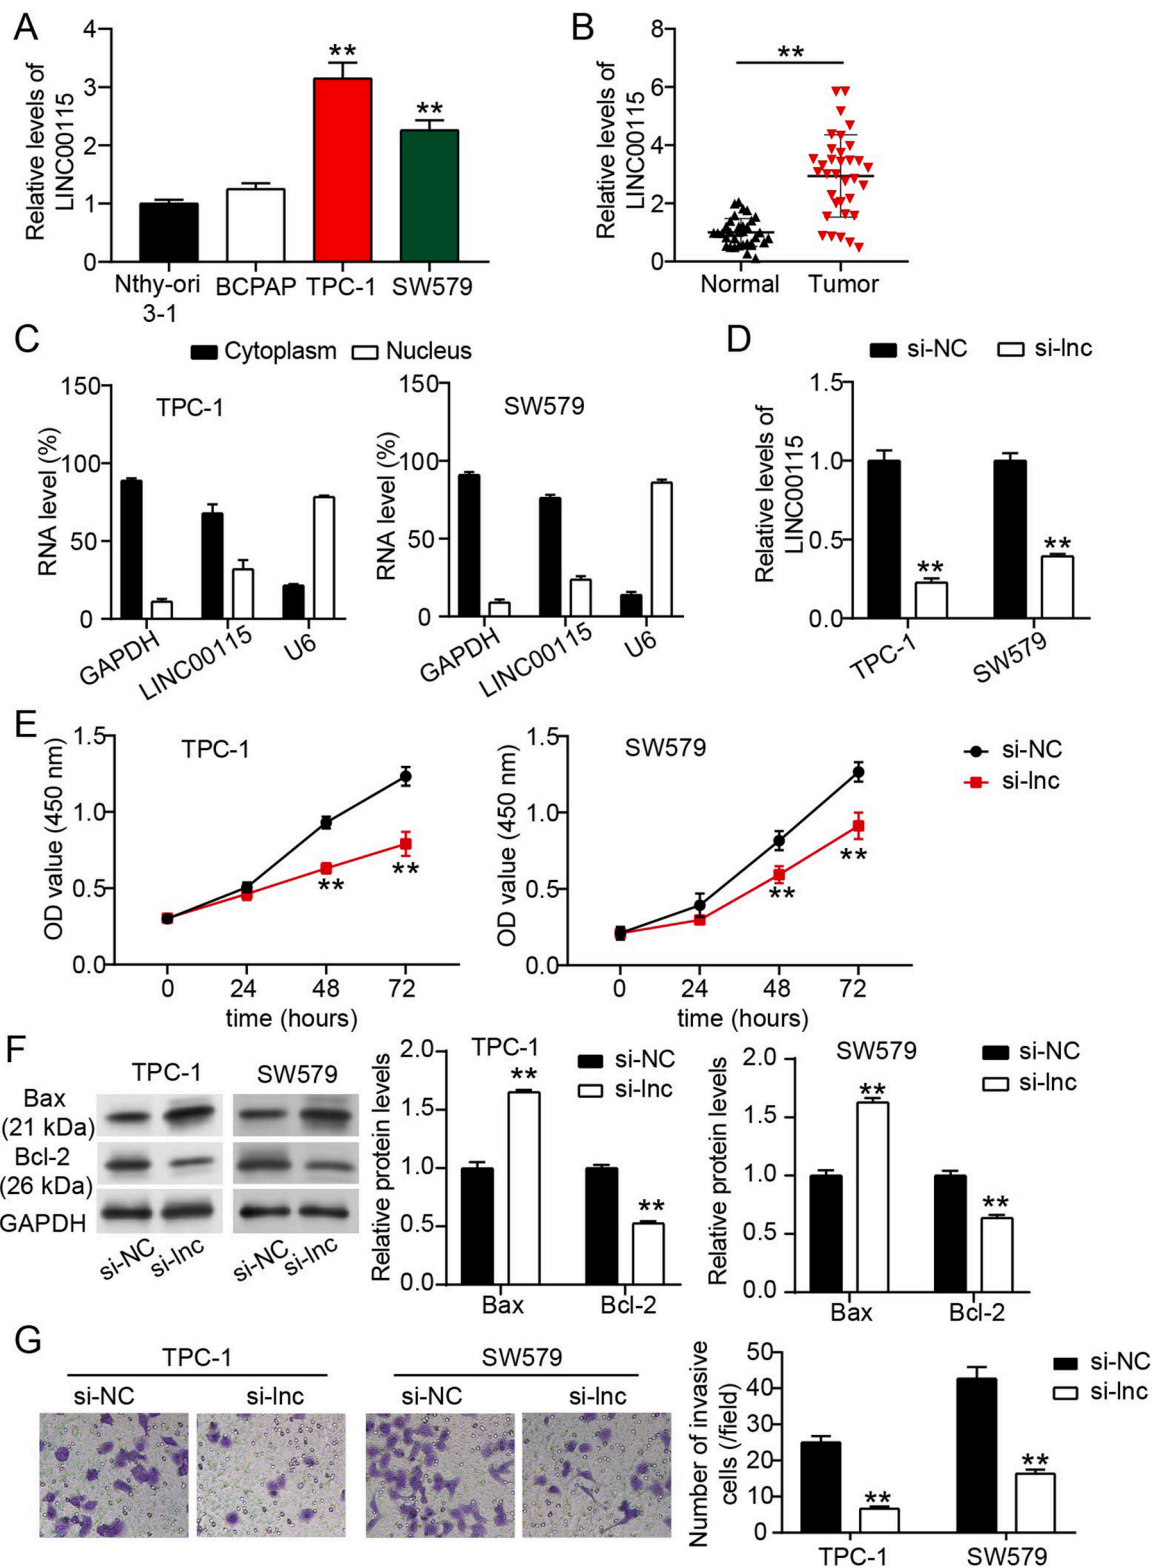 A
Relative levels of
LINC00115
4
3
2
1
0
**
**
Nthy-ori
3-1
BCPAP
TPC-1
SW579
B
Relative levels of
LINC00115
8
6
4
2
0
**
Normal
Tumor
C
Cytoplasm
Nucleus
TPC-1
RNA level (%)
150
100
50
0
GAPDH
LINC00115
U6
SW579
RNA level (%)
150
100
50
0
GAPDH
LINC00115
U6
D
si-NC
si-lnc
Relative levels of
LINC00115
1.5
1.0
0.5
0.0
**
**
TPC-1
SW579
E
TPC-1
OD value (450 nm)
1.5
1.0
0.5
0.0
**
**
0
24
48
72
time (hours)
SW579
OD value (450 nm)
1.5
1.0
0.5
0.0
**
**
0
24
48
72
time (hours)
si-NC
si-lnc
F
TPC-1
SW579
Bax
(21 kDa)
Bcl-2
(26 kDa)
GAPDH
si-NC
si-lnc
si-NC
si-lnc
Relative protein levels
2.0
1.5
1.0
0.5
0.0
TPC-1
**
**
si-NC
si-lnc
Bax
Bcl-2
Relative protein levels
2.0
1.5
1.0
0.5
0.0
SW579
**
**
si-NC
si-lnc
Bax
Bcl-2
G
TPC-1
SW579
si-NC
si-lnc
si-NC
si-lnc
Number of invasive
cells (/field)
50
40
30
20
10
0
**
**
TPC-1
SW579
si-NC
si-lnc